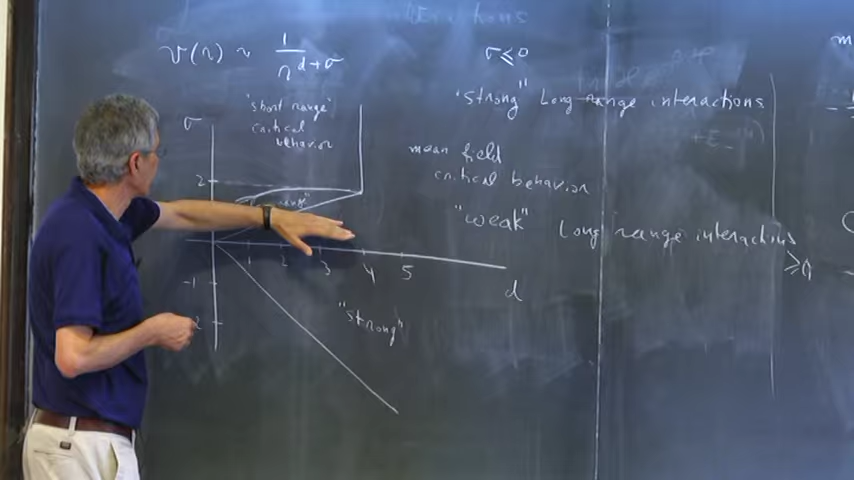 V(r) ~ 1 / r^{d+σ}
σ ≤ 0
"strong" Long-range interactions
"short range"
critical
behavior
σ
mean field
critical behavior
2
"weak"
Long range interactions
≥ 0
1 2 3 4 5
d
-1
2
"strong"
m